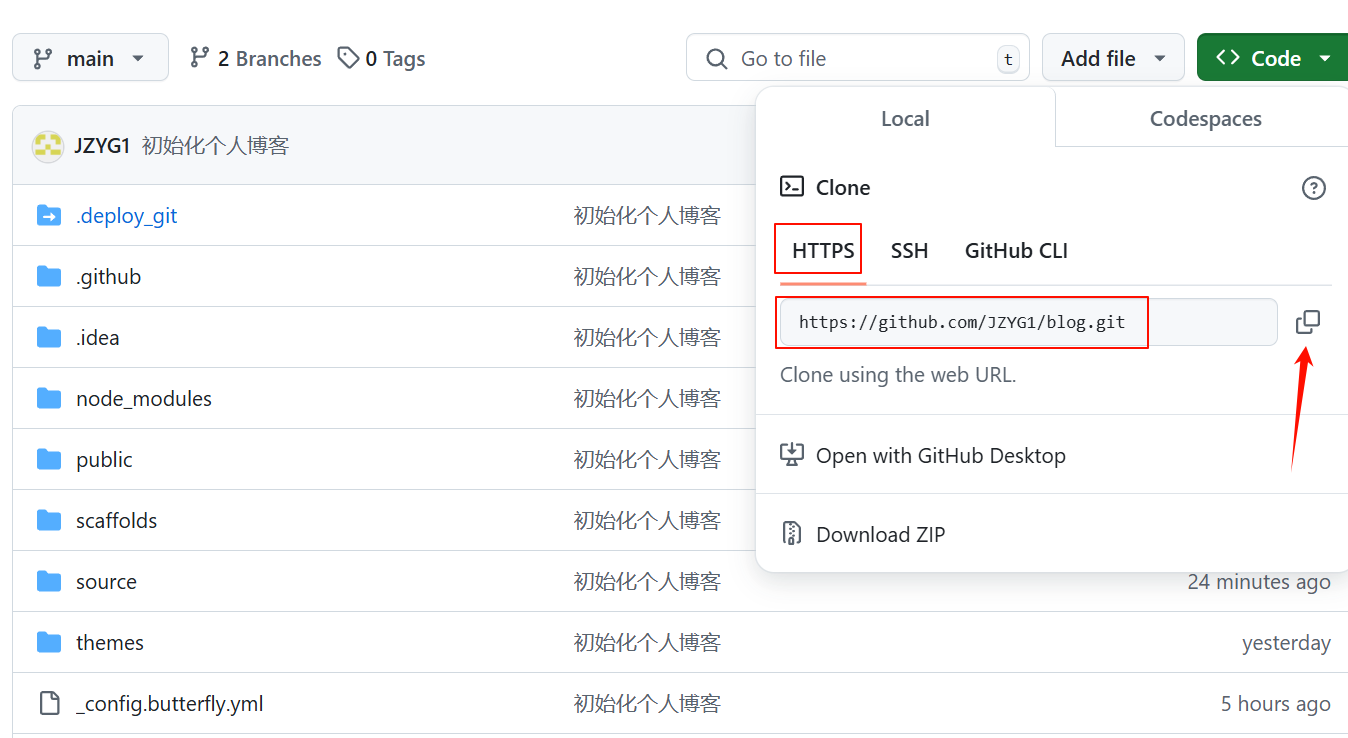 main 2 Branches 0 Tags Go to file t Add file Code
Local Codespaces
JZYG1 初始化个人博客
Clone
HTTPS SSH GitHub CLI
https://github.com/JZYG1/blog.git
Clone using the web URL.
Open with GitHub Desktop
Download ZIP
.deploy_git 初始化个人博客
.github 初始化个人博客
.idea 初始化个人博客
node_modules 初始化个人博客
public 初始化个人博客
scaffolds 初始化个人博客
source 初始化个人博客 24 minutes ago
themes 初始化个人博客 yesterday
_config.butterfly.yml 初始化个人博客 5 hours ago